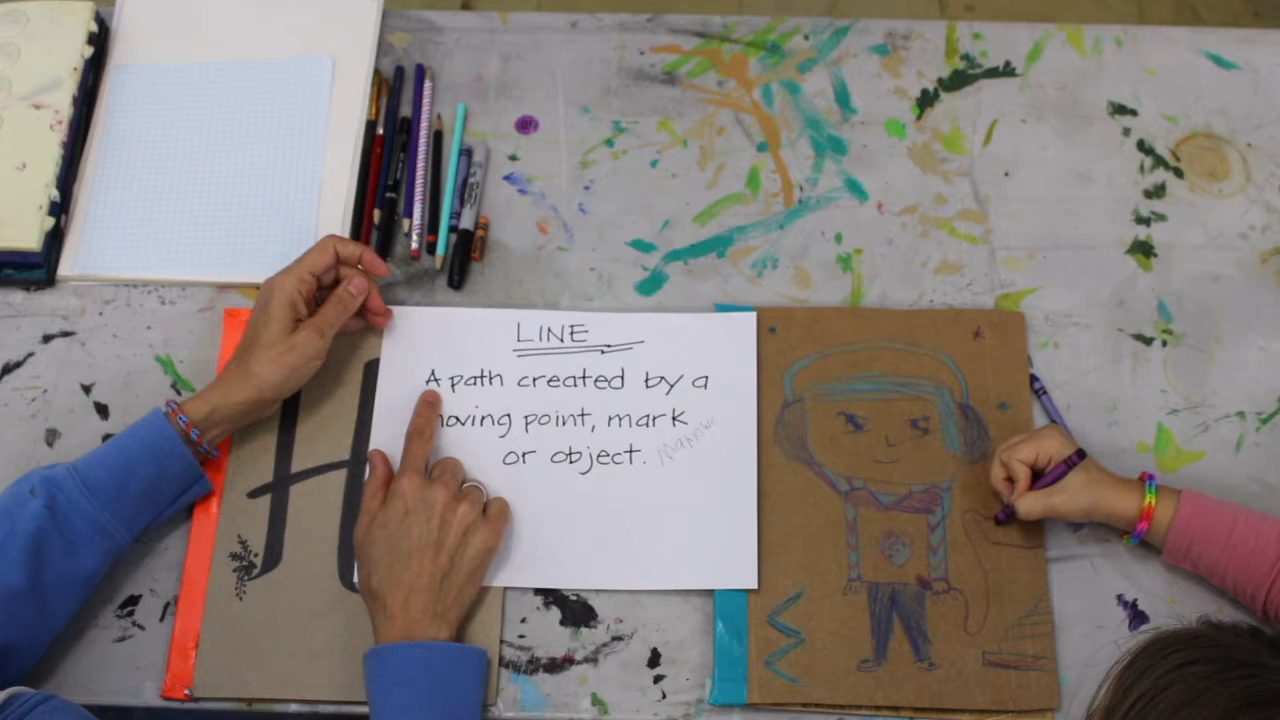 LINE
A path created by a
moving point, mark
or object.